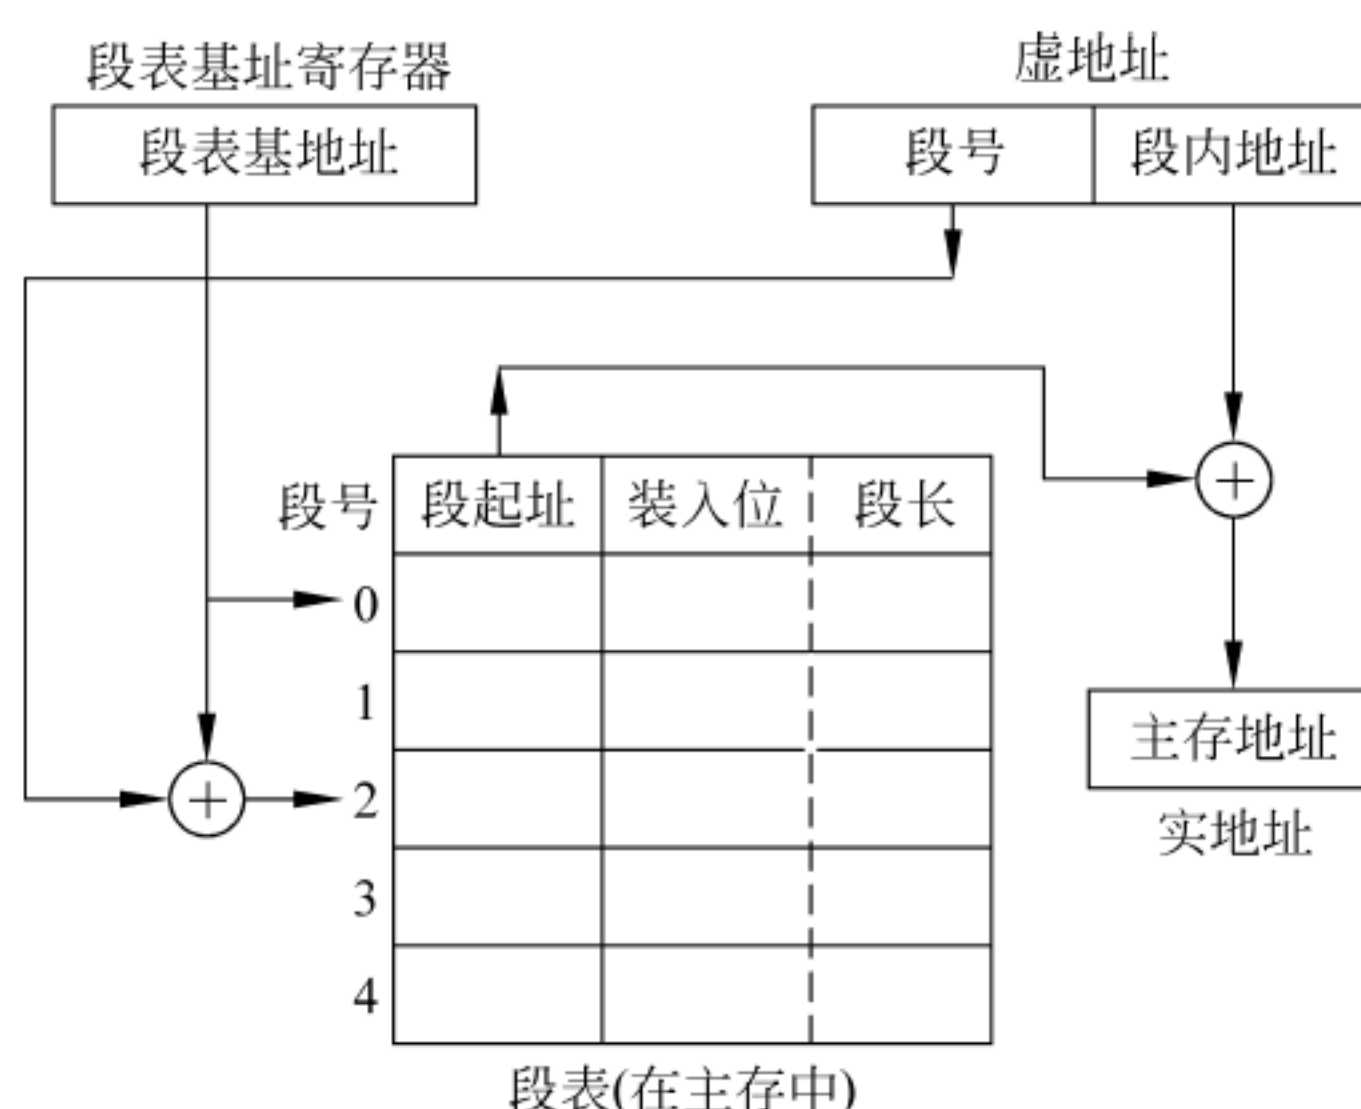 段表基址寄存器
虚地址
段表基地址
段号
段内地址
段号
段起址
装入位
段长
0
1
2
3
4
主存地址
实地址
段表(在主存中)